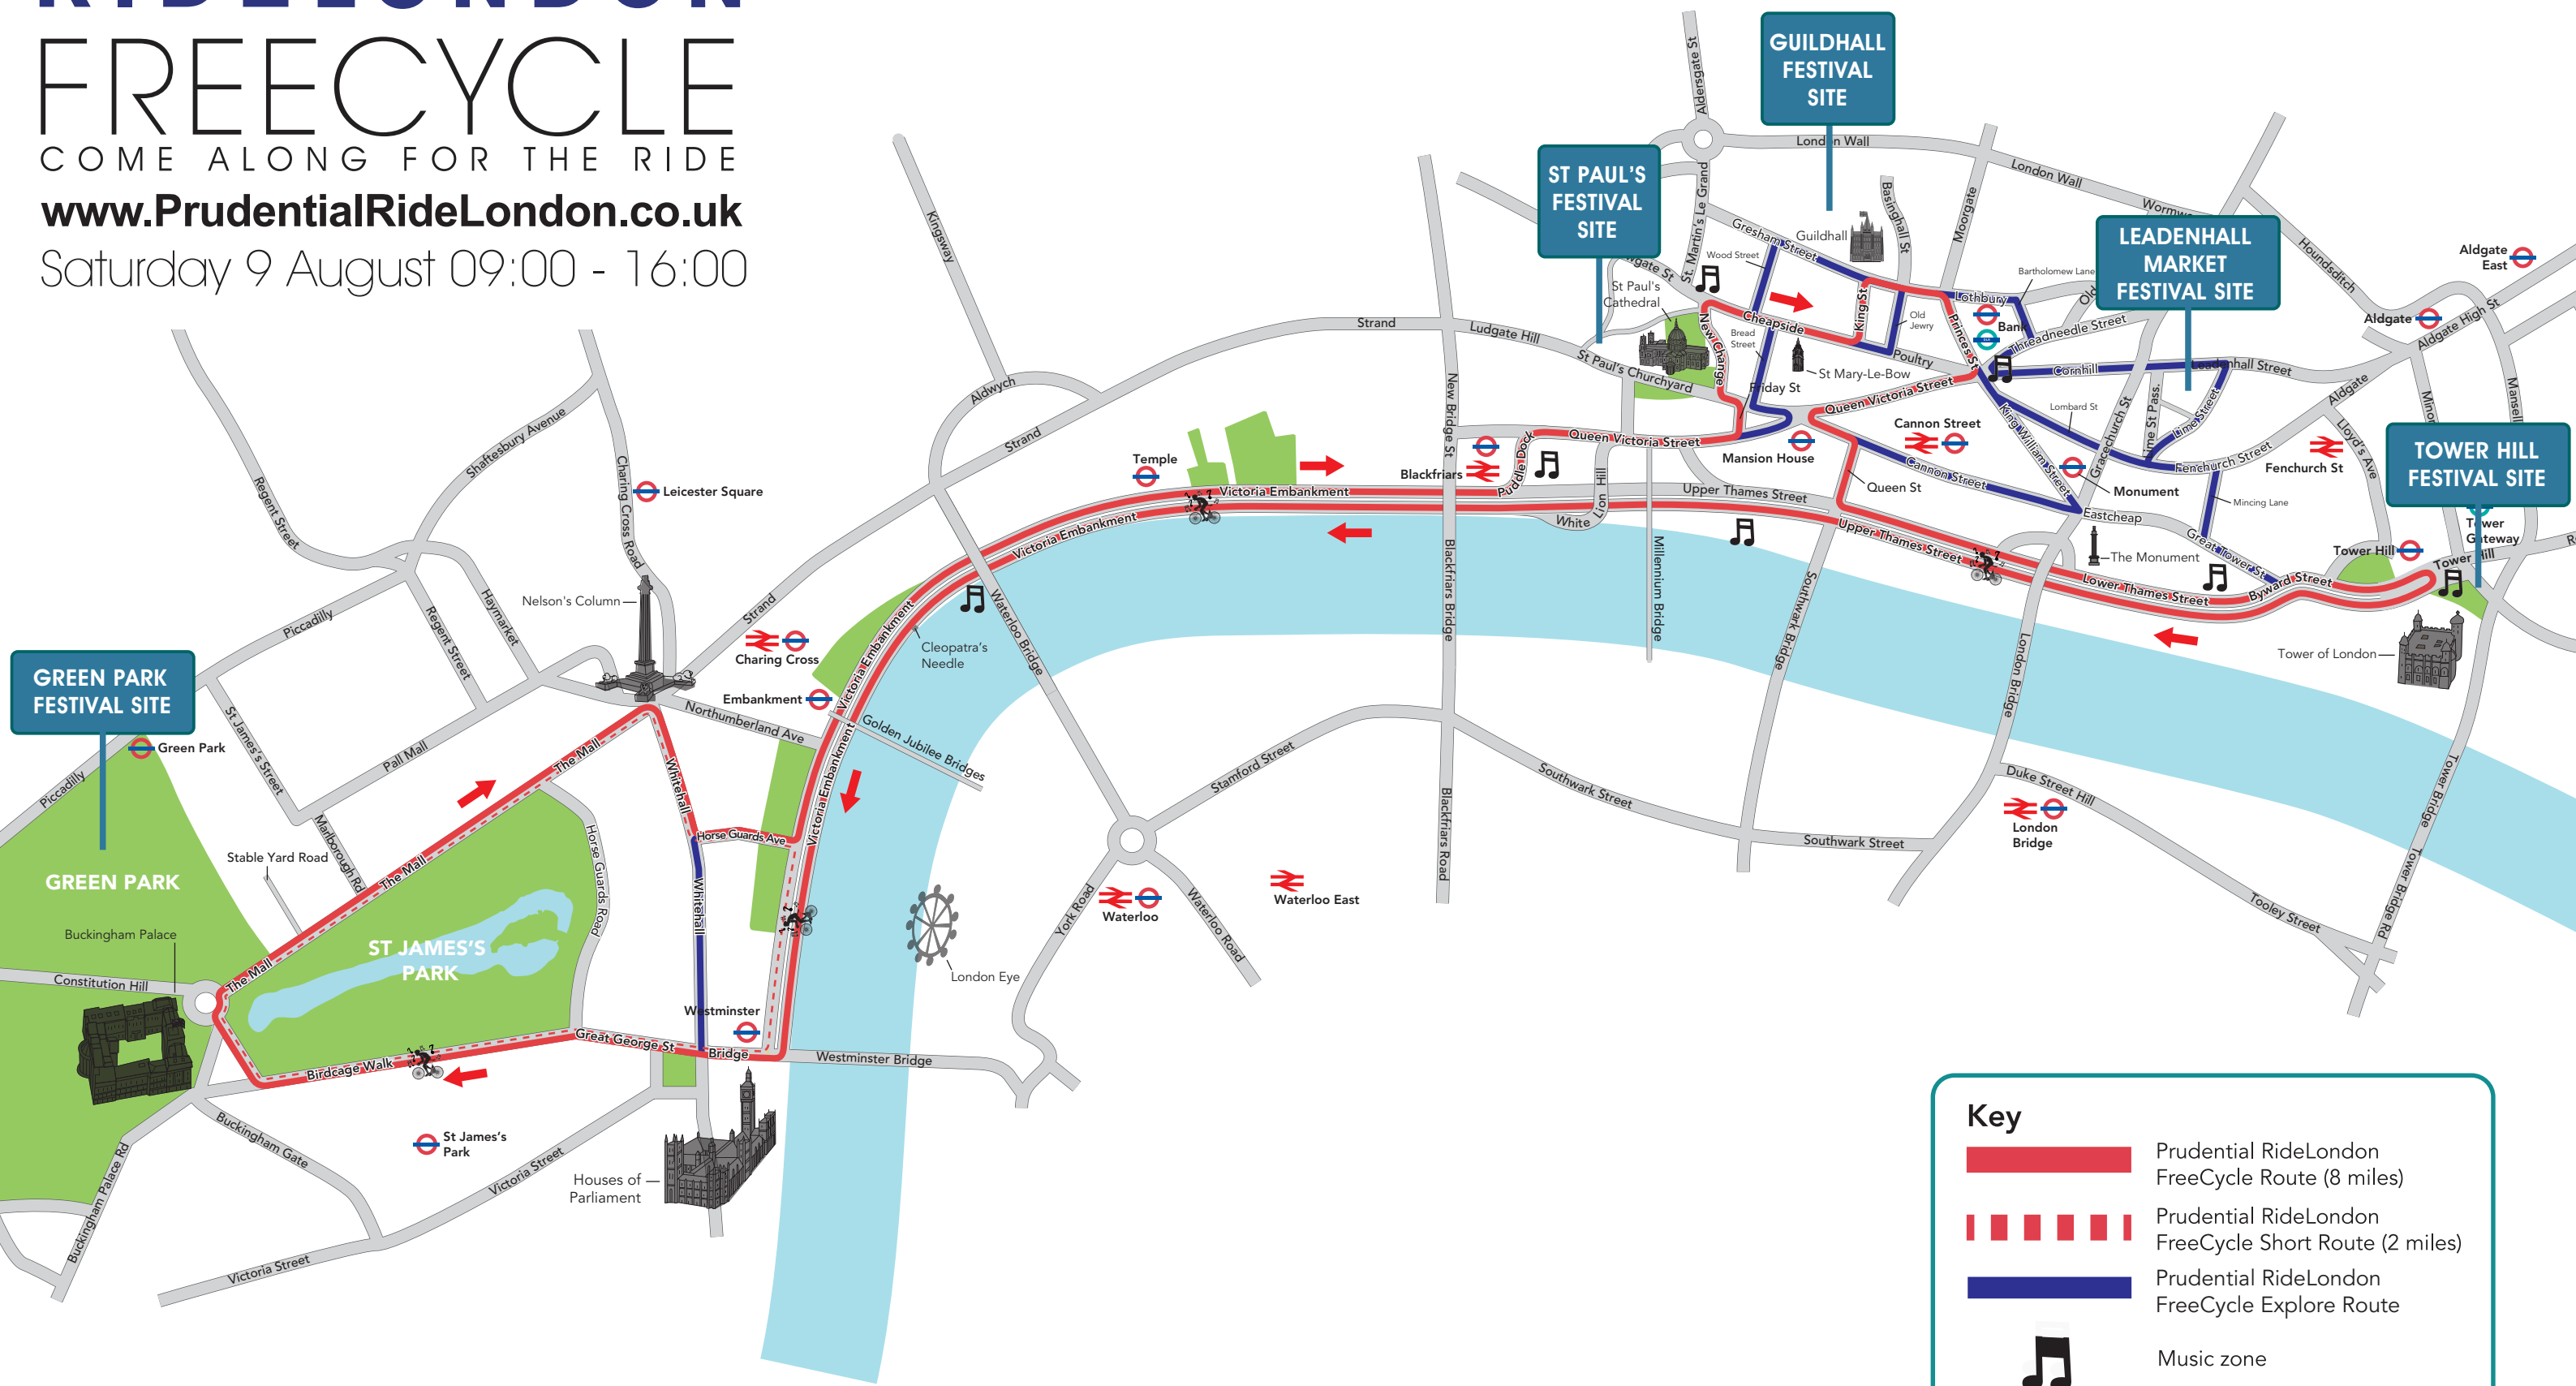 RIDELONDON
FREECYCLE
COME ALONG FOR THE RIDE
www.PrudentialRideLondon.co.uk
Saturday 9 August 09:00 - 16:00
GUILDHALL
FESTIVAL
SITE
ST PAUL'S
FESTIVAL
SITE
LEADENHALL
MARKET
FESTIVAL SITE
TOWER HILL
FESTIVAL SITE
GREEN PARK
FESTIVAL SITE
Aldersgate St
London Wall
London Wall
St. Martin's Le Grand
Gresham Street
Wood Street
Guildhall
Basinghall St
Moorgate
Houndsditch
Aldgate
East
Aldgate
Aldgate High St
Bartholomew Lane
Lothbury
Old
St Paul's
Cathedral
New Change
Cheapside
King St
Old
Jewry
Bread
Street
Princes St
Bank
Threadneedle Street
Poultry
St Mary-Le-Bow
Friday St
Cornhill
Leadenhall Street
Aldgate
Mansell
Queen Victoria Street
Cannon Street
King William Street
Lombard St
Gracechurch St
Lime St Pass.
Lime Street
Fenchurch Street
Fenchurch St
Lloyd's Ave
Monument
Mincing Lane
Eastcheap
Great Tower St
The Monument
Tower Hill
Tower
Gateway
Tower Hill
Byward Street
Lower Thames Street
Tower of London
Kingsway
Aldwych
Strand
Strand
Strand
Ludgate Hill
St Paul's Churchyard
New Bridge St
Queen Victoria Street
Mansion House
Cannon Street
Queen St
Blackfriars
Puddle Dock
White
Lion Hill
Upper Thames Street
Upper Thames Street
Millennium Bridge
Southwark Bridge
London Bridge
Blackfriars Bridge
Temple
Victoria Embankment
Victoria Embankment
Victoria Embankment
Victoria Embankment
Waterloo Bridge
Cleopatra's
Needle
Regent Street
Shaftesbury Avenue
Charing Cross Road
Leicester Square
Nelson's Column
Piccadilly
Regent Street
Haymarket
Charing Cross
Embankment
Northumberland Ave
Golden Jubilee Bridges
St James's Street
Pall Mall
Green Park
Piccadilly
Marlborough Rd
Stable Yard Road
GREEN PARK
The Mall
The Mall
The Mall
Whitehall
Horse Guards Ave
Horse Guards Road
Whitehall
Buckingham Palace
Constitution Hill
ST JAMES'S
PARK
Westminster
Great George St
Bridge
Westminster Bridge
Birdcage Walk
Buckingham Gate
St James's
Park
Victoria Street
Victoria Street
Buckingham Palace Rd
Houses of
Parliament
London Eye
York Road
Waterloo
Waterloo Road
Waterloo East
Stamford Street
Blackfriars Road
Southwark Street
Southwark Street
Duke Street Hill
London
Bridge
Tooley Street
Tower Bridge
Tower Bridge Rd
Key
Prudential RideLondon
FreeCycle Route (8 miles)
Prudential RideLondon
FreeCycle Short Route (2 miles)
Prudential RideLondon
FreeCycle Explore Route
Music zone